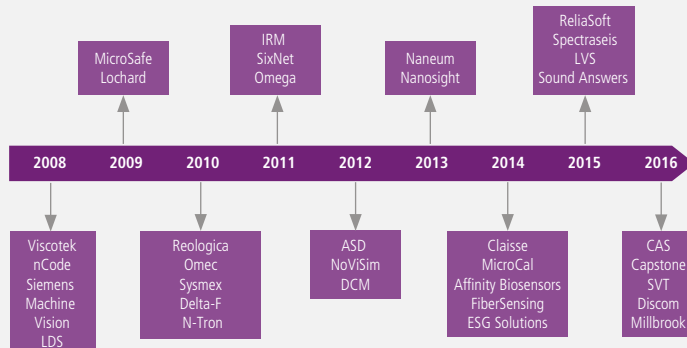 MicroSafe
Lochard
IRM
SixNet
Omega
Naneum
Nanosight
ReliaSoft
Spectraseis
LVS
Sound Answers
2008 2009 2010 2011 2012 2013 2014 2015 2016
Viscotek
nCode
Siemens
Machine
Vision
LDS
Reologica
Omec
Sysmex
Delta-F
N-Tron
ASD
NoViSim
DCM
Claisse
MicroCal
Affinity Biosensors
FiberSensing
ESG Solutions
CAS
Capstone
SVT
Discom
Millbrook